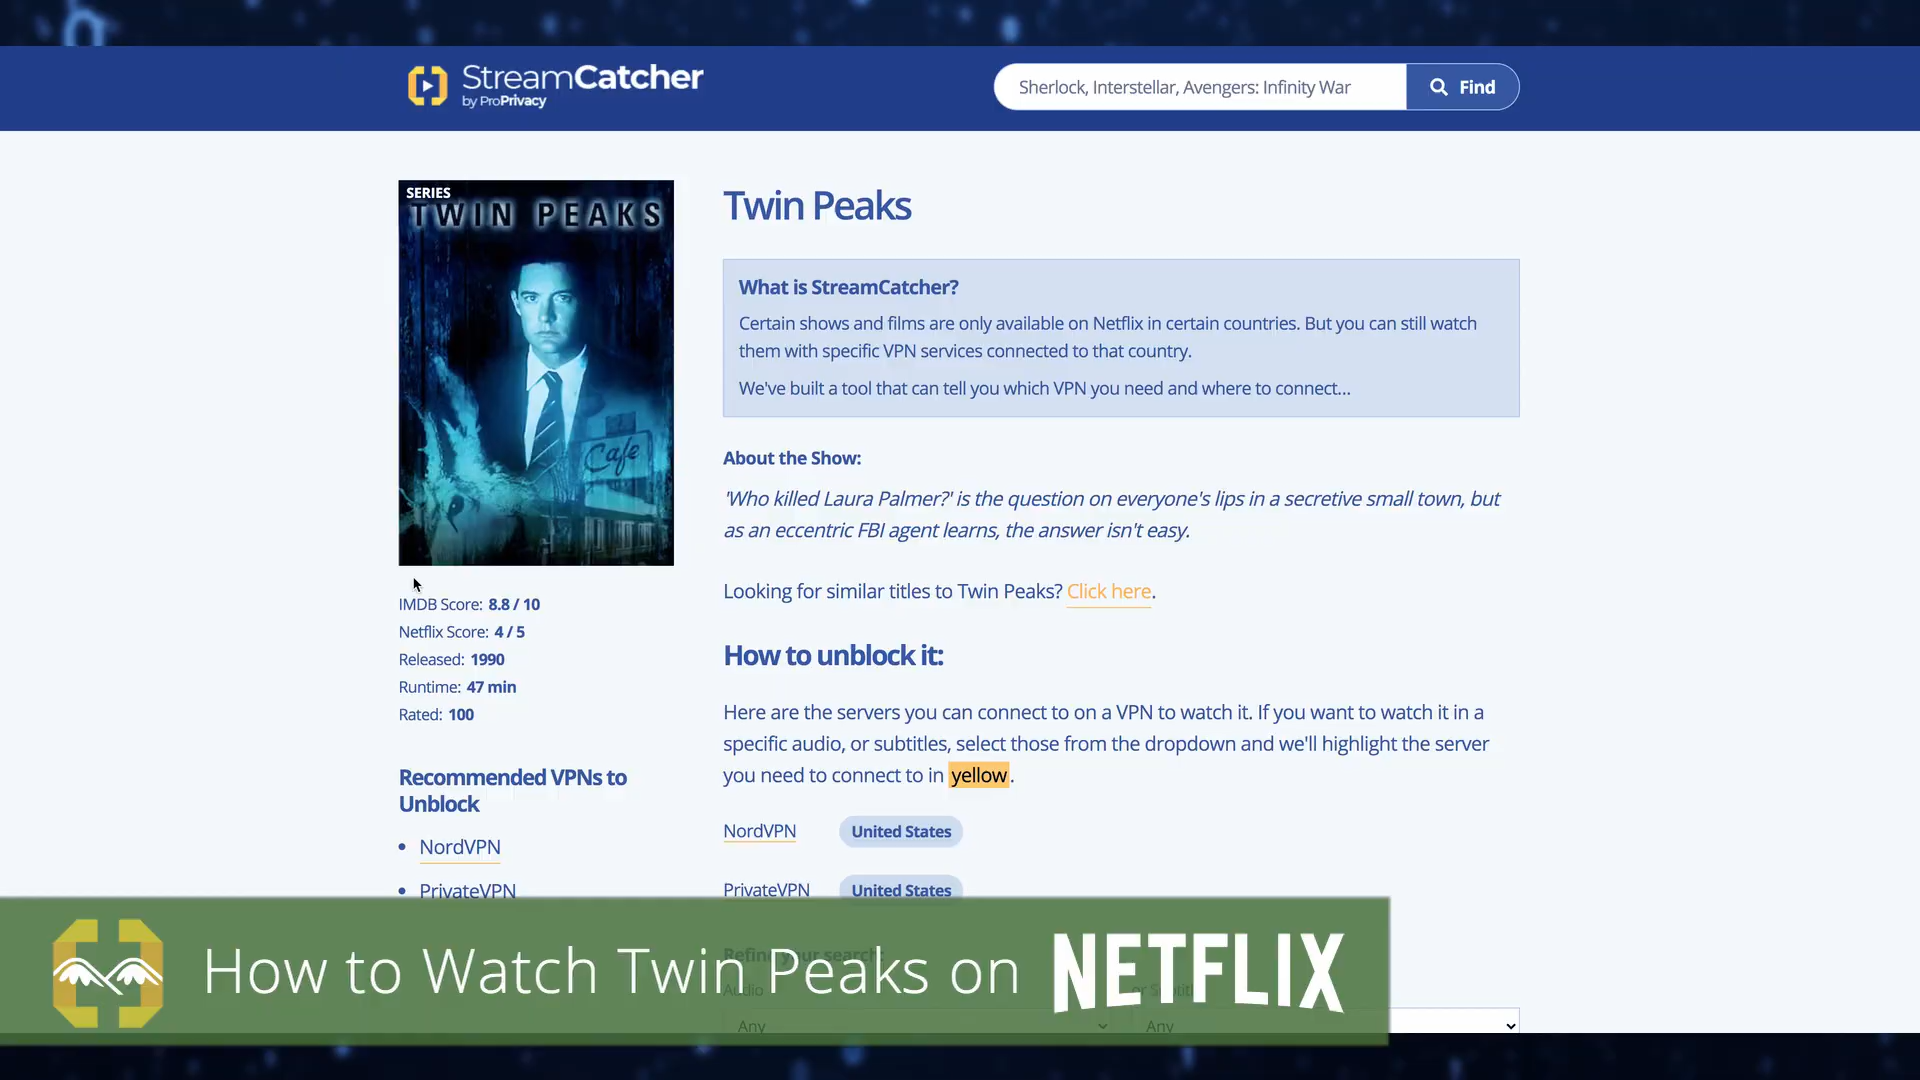 StreamCatcher
by ProPrivacy
Sherlock, Interstellar, Avengers: Infinity War
Find
SERIES
TWIN PEAKS
Cafe
IMDB Score: 8.8 / 10
Netflix Score: 4 / 5
Released: 1990
Runtime: 47 min
Rated: 100
Recommended VPNs to
Unblock
• NordVPN
• PrivateVPN
Twin Peaks
What is StreamCatcher?
Certain shows and films are only available on Netflix in certain countries. But you can still watch
them with specific VPN services connected to that country.
We've built a tool that can tell you which VPN you need and where to connect...
About the Show:
'Who killed Laura Palmer?' is the question on everyone's lips in a secretive small town, but
as an eccentric FBI agent learns, the answer isn't easy.
Looking for similar titles to Twin Peaks? Click here.
How to unblock it:
Here are the servers you can connect to on a VPN to watch it. If you want to watch it in a
specific audio, or subtitles, select those from the dropdown and we'll highlight the server
you need to connect to in yellow.
NordVPN United States
PrivateVPN United States
Refine your search:
Audio
Any Any
How to Watch Twin Peaks on NETFLIX